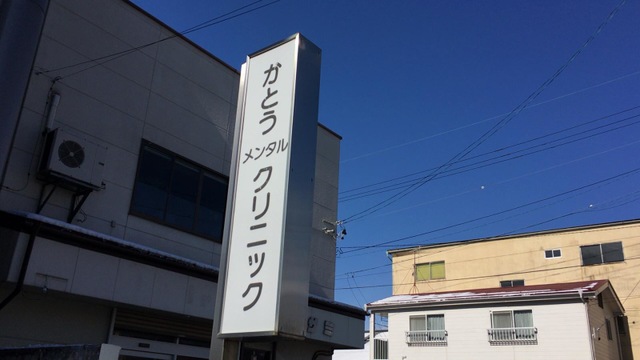 かとう
メンタル
クリニック